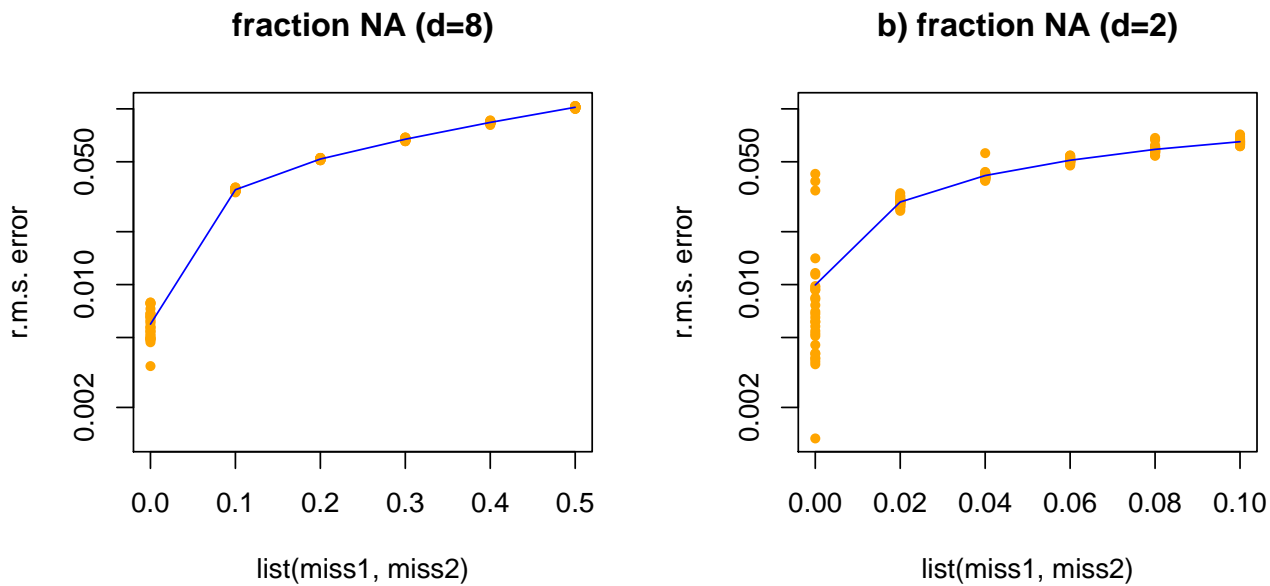 fraction NA (d=8)
r.m.s. error
0.050
0.010
0.002
0.0 0.1 0.2 0.3 0.4 0.5
list(miss1, miss2)
b) fraction NA (d=2)
r.m.s. error
0.050
0.010
0.002
0.00 0.02 0.04 0.06 0.08 0.10
list(miss1, miss2)